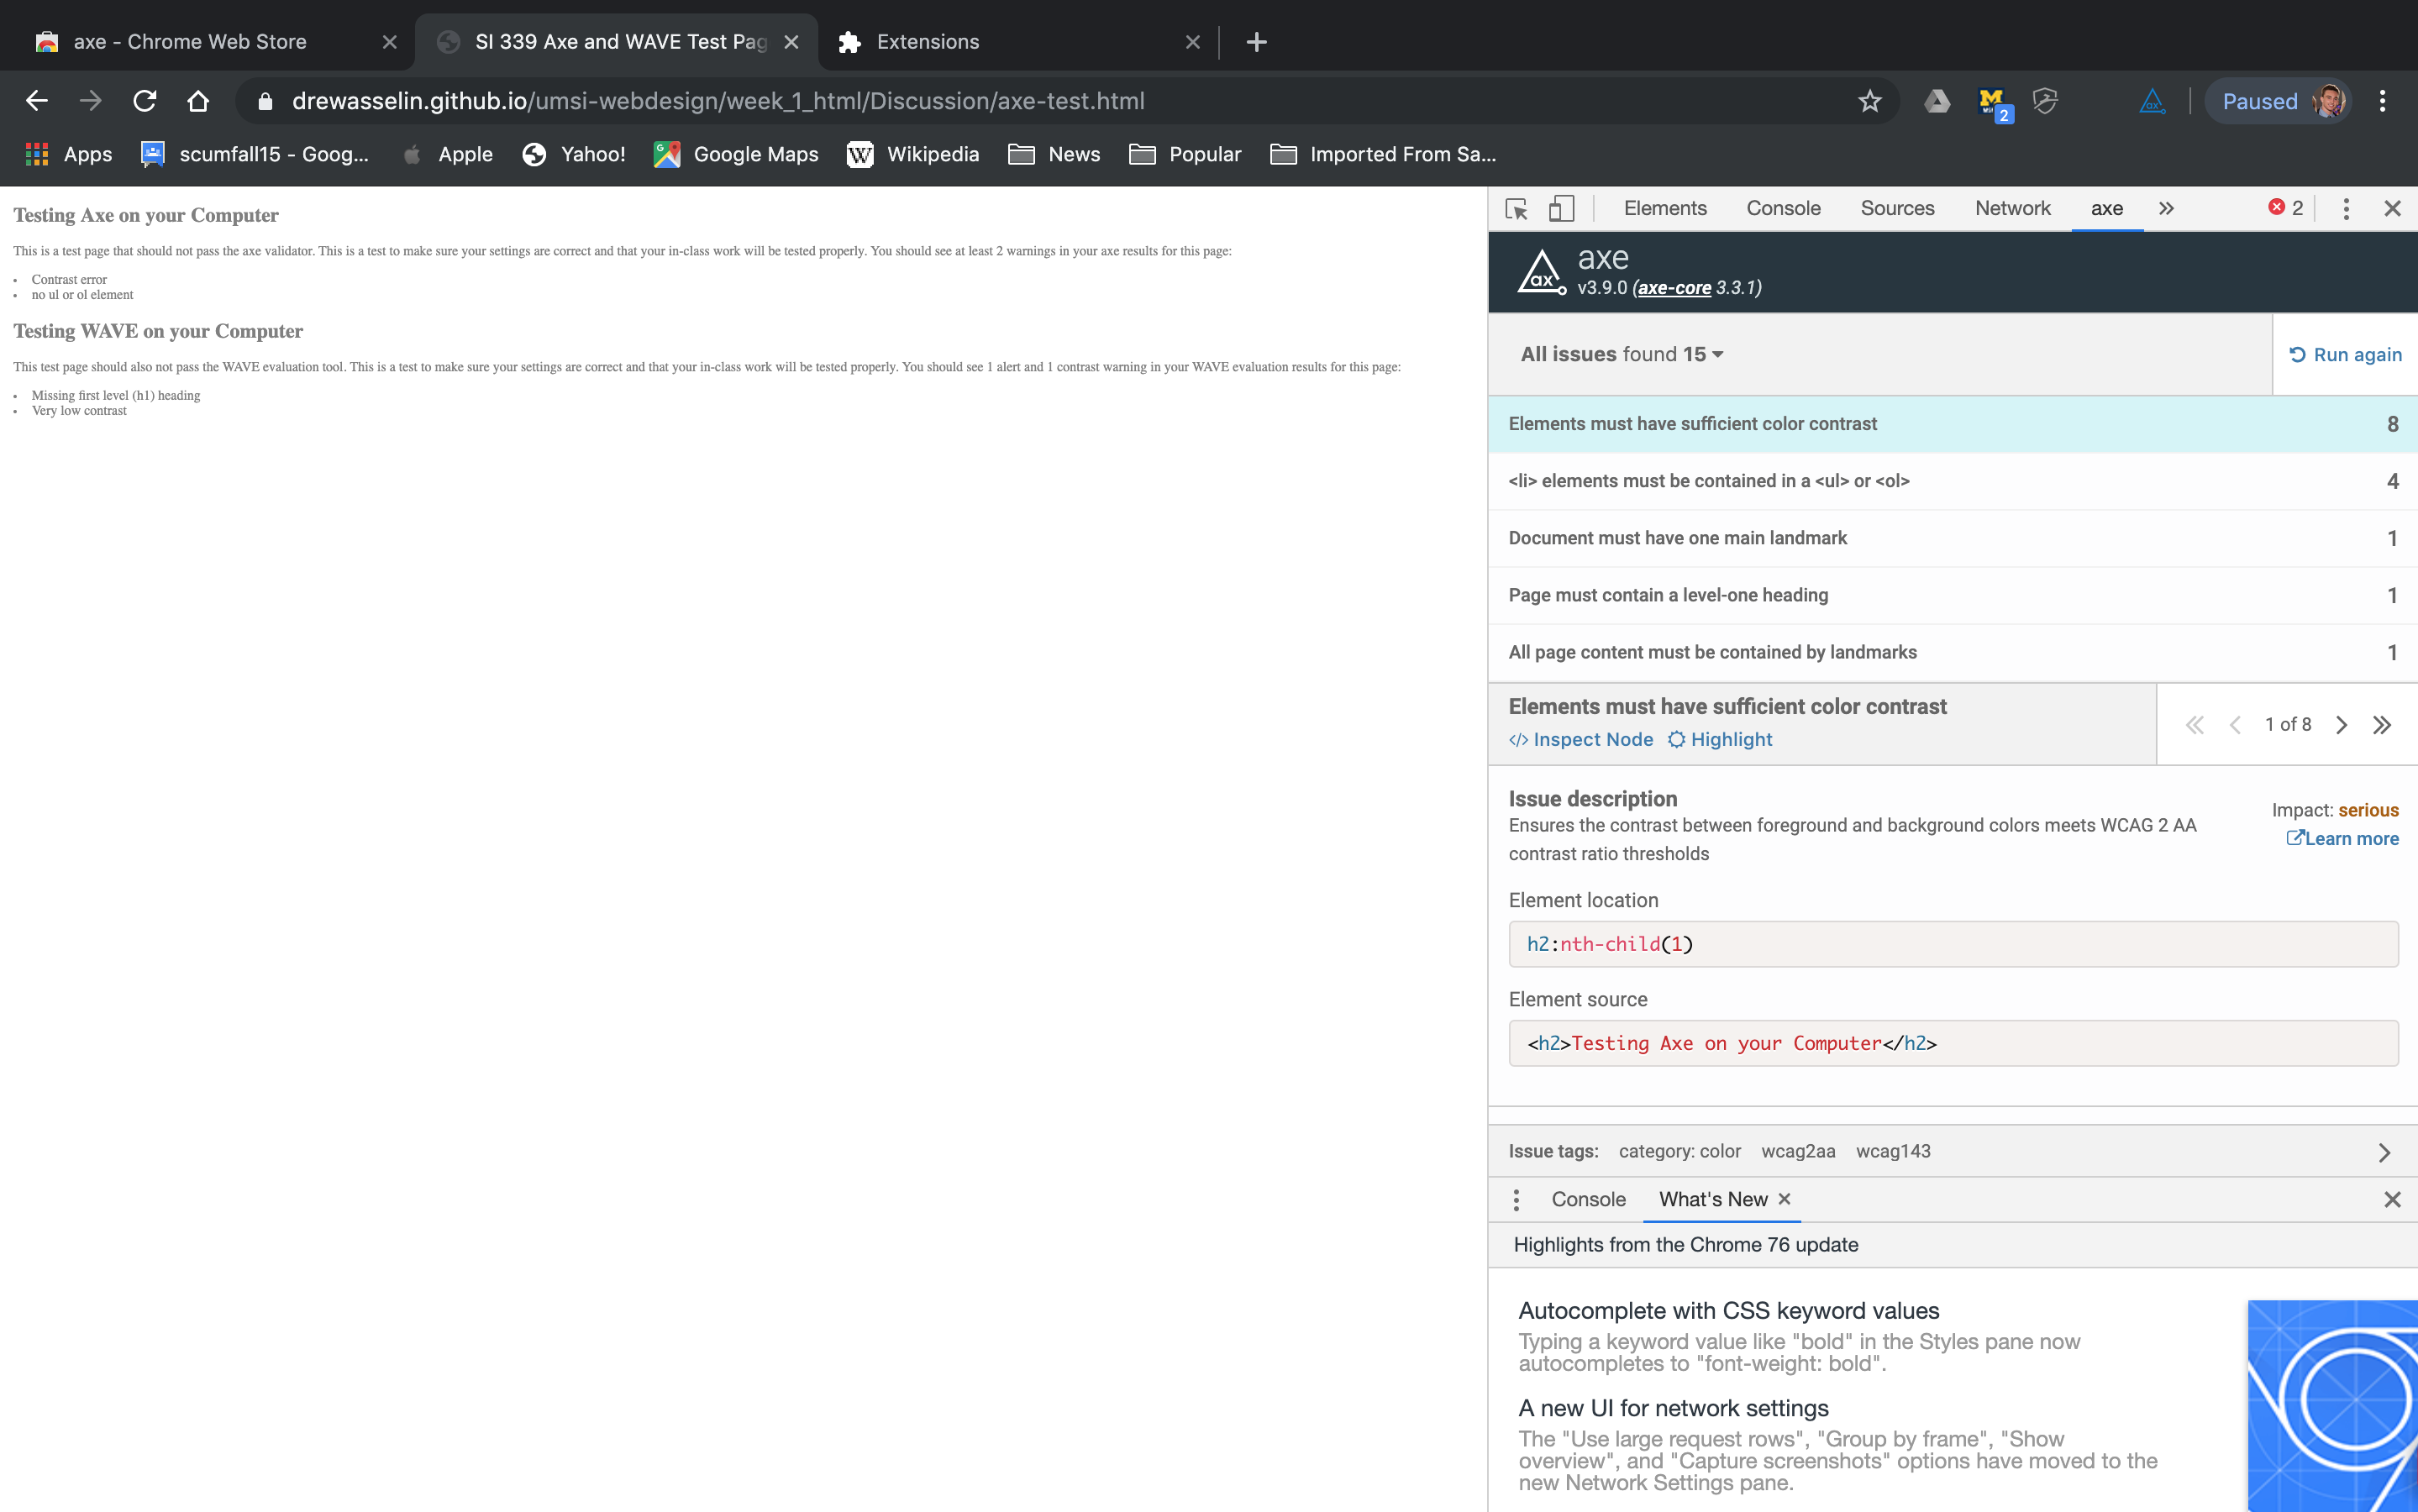 axe - Chrome Web Store
SI 339 Axe and WAVE Test Pag
Extensions
drewasselin.github.io/umsi-webdesign/week_1_html/Discussion/axe-test.html
2
Paused
Apps
scumfall15 - Goog...
Apple
Yahoo!
Google Maps
Wikipedia
News
Popular
Imported From Sa...
Testing Axe on your Computer
This is a test page that should not pass the axe validator. This is a test to make sure your settings are correct and that your in-class work will be tested properly. You should see at least 2 warnings in your axe results for this page:
• Contrast error
• no ul or ol element
Testing WAVE on your Computer
This test page should also not pass the WAVE evaluation tool. This is a test to make sure your settings are correct and that your in-class work will be tested properly. You should see 1 alert and 1 contrast warning in your WAVE evaluation results for this page:
• Missing first level (h1) heading
• Very low contrast
Elements Console Sources Network axe 2
axe
v3.9.0 (axe-core 3.3.1)
All issues found 15
Run again
Elements must have sufficient color contrast 8
<li> elements must be contained in a <ul> or <ol> 4
Document must have one main landmark 1
Page must contain a level-one heading 1
All page content must be contained by landmarks 1
Elements must have sufficient color contrast
</> Inspect Node Highlight
1 of 8
Issue description
Ensures the contrast between foreground and background colors meets WCAG 2 AA
contrast ratio thresholds
Impact: serious
Learn more
Element location
h2:nth-child(1)
Element source
<h2>Testing Axe on your Computer</h2>
Issue tags: category: color wcag2aa wcag143
Console What's New
Highlights from the Chrome 76 update
Autocomplete with CSS keyword values
Typing a keyword value like "bold" in the Styles pane now
autocompletes to "font-weight: bold".
A new UI for network settings
The "Use large request rows", "Group by frame", "Show
overview", and "Capture screenshots" options have moved to the
new Network Settings pane.